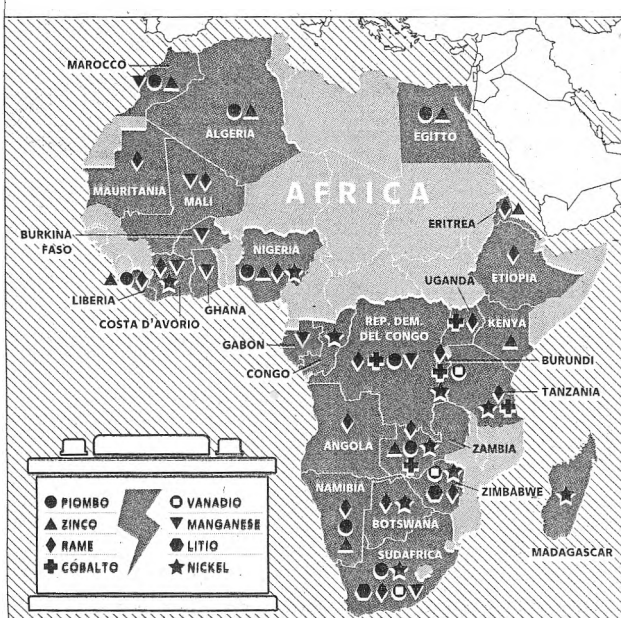 MAROCCO
ALGERIA
EGITTO
MAURITANIA
MALI
AFRICA
BURKINA
FASO
NIGERIA
ERITREA
ETIOPIA
UGANDA
LIBERIA
GHANA
COSTA D'AVORIO
REP. DEM.
DEL CONGO
KENYA
GABON
BURUNDI
CONGO
TANZANIA
ANGOLA
ZAMBIA
NAMIBIA
ZIMBABWE
BOTSWANA
MADAGASCAR
SUDAFRICA
PIOMBO
VANADIO
ZINCO
MANGANESE
RAME
LITIO
COBALTO
NICKEL